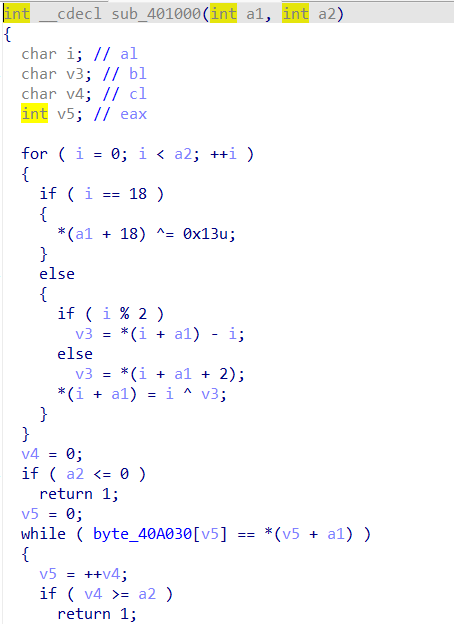 int __cdecl sub_401000(int a1, int a2)
{
  char i; // al
  char v3; // bl
  char v4; // cl
  int v5; // eax

  for ( i = 0; i < a2; ++i )
  {
    if ( i == 18 )
    {
      *(a1 + 18) ^= 0x13u;
    }
    else
    {
      if ( i % 2 )
        v3 = *(i + a1) - i;
      else
        v3 = *(i + a1 + 2);
      *(i + a1) = i ^ v3;
    }
  }
  v4 = 0;
  if ( a2 <= 0 )
    return 1;
  v5 = 0;
  while ( byte_40A030[v5] == *(v5 + a1) )
  {
    v5 = ++v4;
    if ( v4 >= a2 )
      return 1;